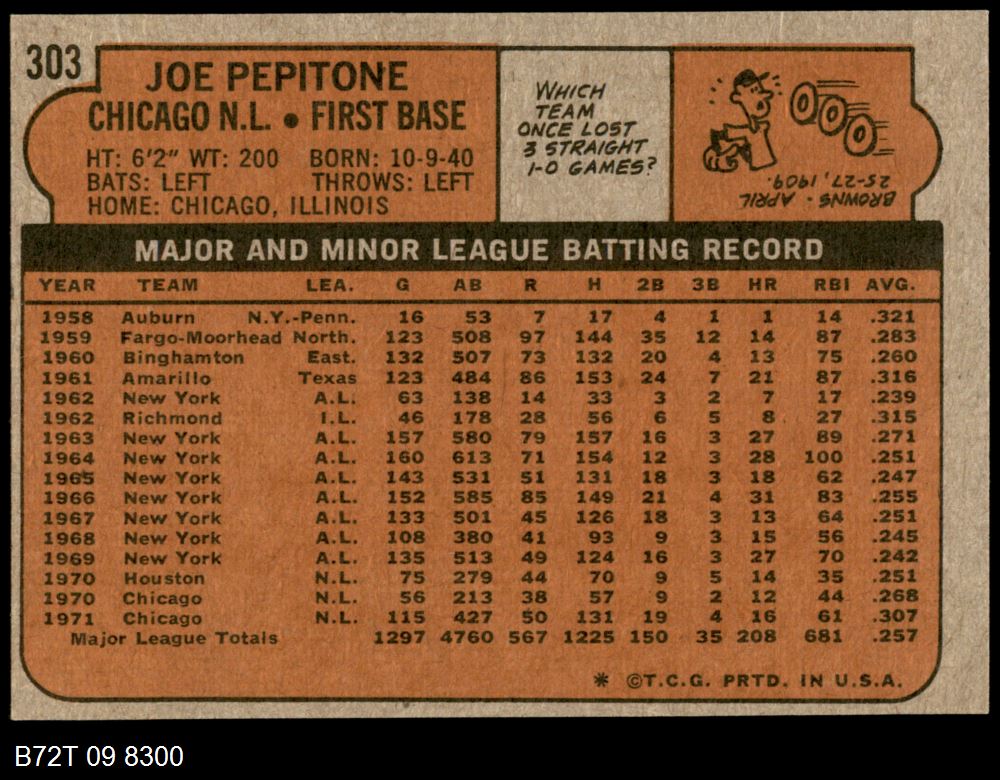 303
JOE PEPITONE
CHICAGO N.L. • FIRST BASE
HT: 6'2" WT: 200 BORN: 10-9-40
BATS: LEFT THROWS: LEFT
HOME: CHICAGO, ILLINOIS
WHICH
TEAM
ONCE LOST
3 STRAIGHT
1-0 GAMES?
000
BROWNS - APRIL
25-27, 1909.
MAJOR AND MINOR LEAGUE BATTING RECORD
YEAR TEAM LEA. G AB R H 2B 3B HR RBI AVG.
1958 Auburn N.Y.-Penn. 16 53 7 17 4 1 1 14 .321
1959 Fargo-Moorhead North. 123 508 97 144 35 12 14 87 .283
1960 Binghamton East. 132 507 73 132 20 4 13 75 .260
1961 Amarillo Texas 123 484 86 153 24 7 21 87 .316
1962 New York A.L. 63 138 14 33 3 2 7 17 .239
1962 Richmond I.L. 46 178 28 56 6 5 8 27 .315
1963 New York A.L. 157 580 79 157 16 3 27 89 .271
1964 New York A.L. 160 613 71 154 12 3 28 100 .251
1965 New York A.L. 143 531 51 131 18 3 18 62 .247
1966 New York A.L. 152 585 85 149 21 4 31 83 .255
1967 New York A.L. 133 501 45 126 18 3 13 64 .251
1968 New York A.L. 108 380 41 93 9 3 15 56 .245
1969 New York A.L. 135 513 49 124 16 3 27 70 .242
1970 Houston N.L. 75 279 44 70 9 5 14 35 .251
1970 Chicago N.L. 56 213 38 57 9 2 12 44 .268
1971 Chicago N.L. 115 427 50 131 19 4 16 61 .307
Major League Totals 1297 4760 567 1225 150 35 208 681 .257
* ©T.C.G. PRTD. IN U.S.A.
B72T 09 8300